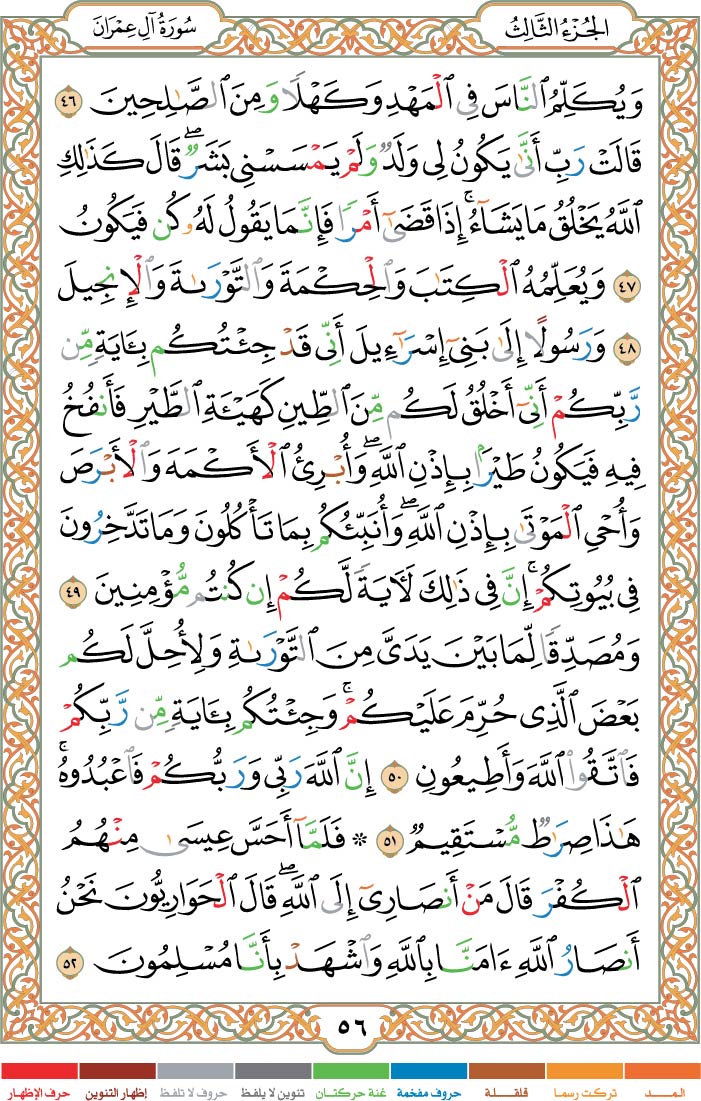 الجُزْءُ الثَّالِثُ
سُورَةُ آلِ عِمْرَانَ
وَيُكَلِّمُ ٱلنَّاسَ فِى ٱلْمَهْدِ وَكَهْلًا وَمِنَ ٱلصَّـٰلِحِينَ ٤٦
قَالَتْ رَبِّ أَنَّىٰ يَكُونُ لِى وَلَدٌ وَلَمْ يَمْسَسْنِى بَشَرٌ ۖ قَالَ كَذَٰلِكِ
ٱللَّهُ يَخْلُقُ مَا يَشَآءُ ۚ إِذَا قَضَىٰٓ أَمْرًا فَإِنَّمَا يَقُولُ لَهُۥ كُن فَيَكُونُ
٤٧ وَيُعَلِّمُهُ ٱلْكِتَـٰبَ وَٱلْحِكْمَةَ وَٱلتَّوْرَىٰةَ وَٱلْإِنجِيلَ
٤٨ وَرَسُولًا إِلَىٰ بَنِىٓ إِسْرَٰٓءِيلَ أَنِّى قَدْ جِئْتُكُم بِـَٔايَةٍ مِّن
رَّبِّكُمْ أَنِّىٓ أَخْلُقُ لَكُم مِّنَ ٱلطِّينِ كَهَيْـَٔةِ ٱلطَّيْرِ فَأَنفُخُ
فِيهِ فَيَكُونُ طَيْرًۢا بِإِذْنِ ٱللَّهِ ۖ وَأُبْرِئُ ٱلْأَكْمَهَ وَٱلْأَبْرَصَ
وَأُحْىِ ٱلْمَوْتَىٰ بِإِذْنِ ٱللَّهِ ۖ وَأُنَبِّئُكُم بِمَا تَأْكُلُونَ وَمَا تَدَّخِرُونَ
فِى بُيُوتِكُمْ ۚ إِنَّ فِى ذَٰلِكَ لَـَٔايَةً لَّكُمْ إِن كُنتُم مُّؤْمِنِينَ ٤٩
وَمُصَدِّقًا لِّمَا بَيْنَ يَدَىَّ مِنَ ٱلتَّوْرَىٰةِ وَلِأُحِلَّ لَكُم
بَعْضَ ٱلَّذِى حُرِّمَ عَلَيْكُمْ ۚ وَجِئْتُكُم بِـَٔايَةٍ مِّن رَّبِّكُمْ
فَٱتَّقُوا۟ ٱللَّهَ وَأَطِيعُونِ ٥٠ إِنَّ ٱللَّهَ رَبِّى وَرَبُّكُمْ فَٱعْبُدُوهُ ۚ
هَـٰذَا صِرَٰطٌ مُّسْتَقِيمٌ ٥١ * فَلَمَّآ أَحَسَّ عِيسَىٰ مِنْهُمُ
ٱلْكُفْرَ قَالَ مَنْ أَنصَارِىٓ إِلَى ٱللَّهِ ۖ قَالَ ٱلْحَوَارِيُّونَ نَحْنُ
أَنصَارُ ٱللَّهِ ءَامَنَّا بِٱللَّهِ وَٱشْهَدْ بِأَنَّا مُسْلِمُونَ ٥٢
٥٦
المــد تركت رسما قلقـلة حروف مفخمة غنة حركتـان تنوين لا يلفظ حروف لا تلفظ إظهار التنوين حرف الإظهار